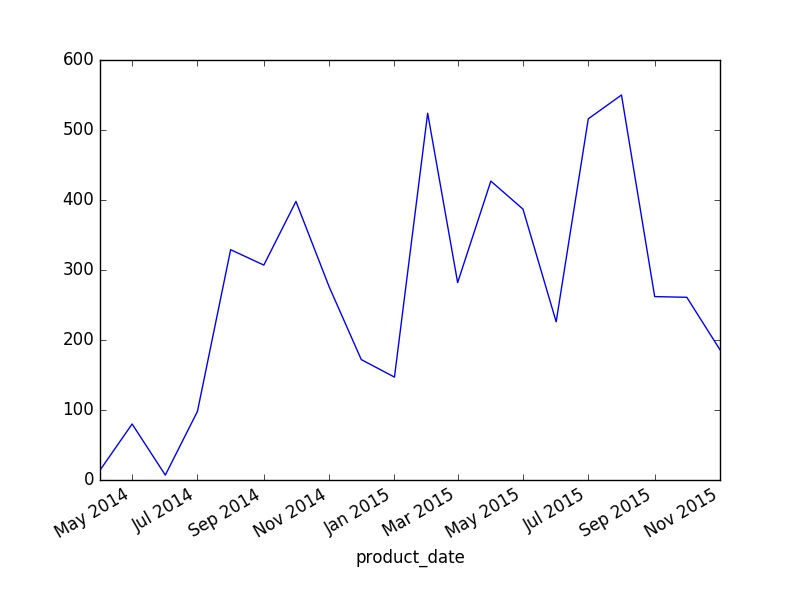 600
500
400
300
200
100
0
May 2014
Jul 2014
Sep 2014
Nov 2014
Jan 2015
Mar 2015
May 2015
Jul 2015
Sep 2015
Nov 2015
product_date